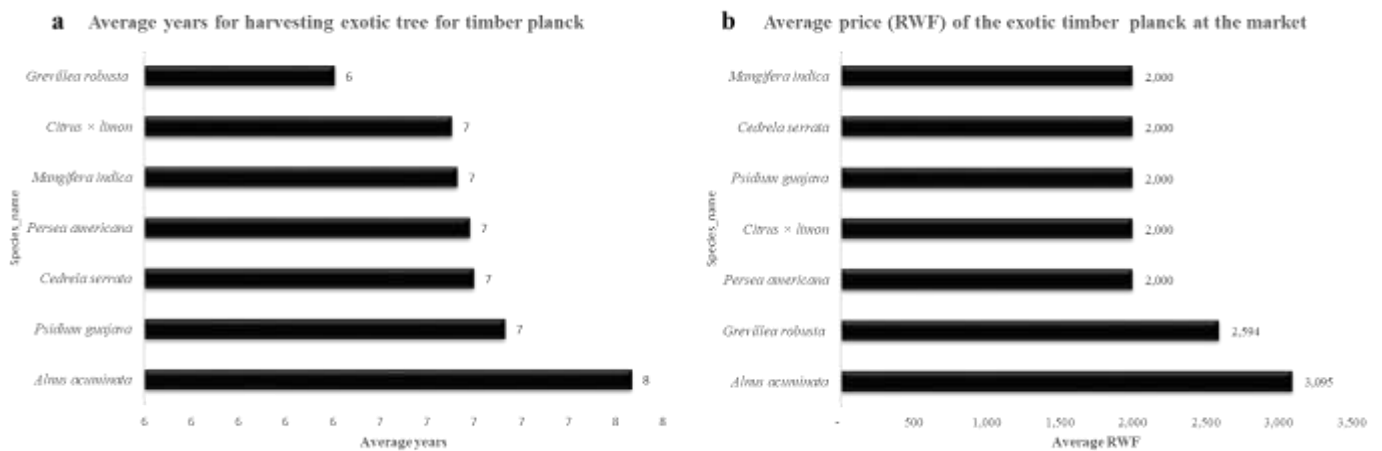 a Average years for harvesting exotic tree for timber planck
Grevillea robusta 6
Citrus × limon 7
Mangifera indica 7
Persea americana 7
Cedrela serrata 7
Psidium guajava 7
Alnus acuminata 8
Species_name
6 6 6 6 6 7 7 7 7 7 8 8
Average years
b Average price (RWF) of the exotic timber planck at the market
Mangifera indica 2,000
Cedrela serrata 2,000
Psidium guajava 2,000
Citrus × limon 2,000
Persea americana 2,000
Grevillea robusta 2,594
Alnus acuminata 3,095
Species_name
- 500 1,000 1,500 2,000 2,500 3,000 3,500
Average RWF